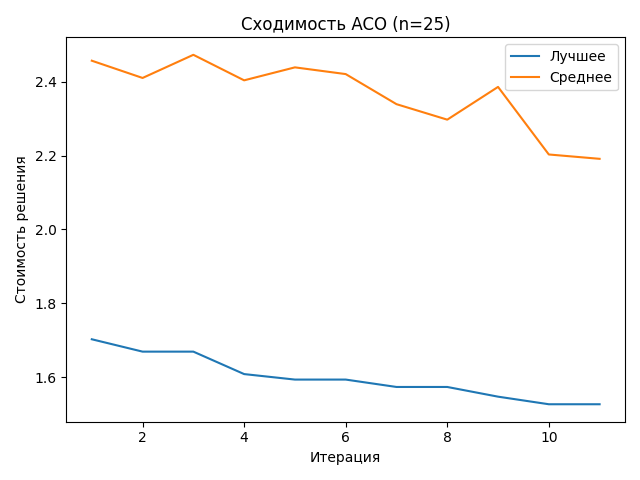 Сходимость ACO (n=25)
Лучшее
Среднее
Стоимость решения
2.4
2.2
2.0
1.8
1.6
2
4
6
8
10
Итерация